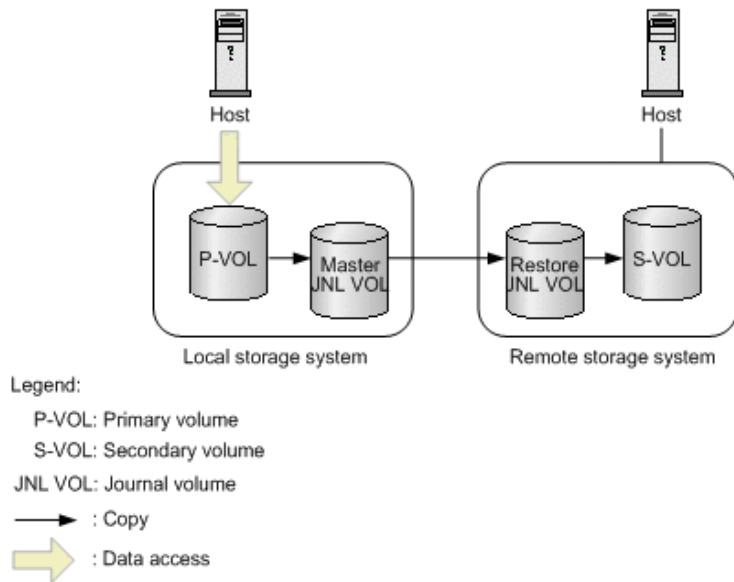 Host
Host
P-VOL
Master
JNL VOL
Restore
JNL VOL
S-VOL
Local storage system
Remote storage system
Legend:
P-VOL: Primary volume
S-VOL: Secondary volume
JNL VOL: Journal volume
: Copy
: Data access